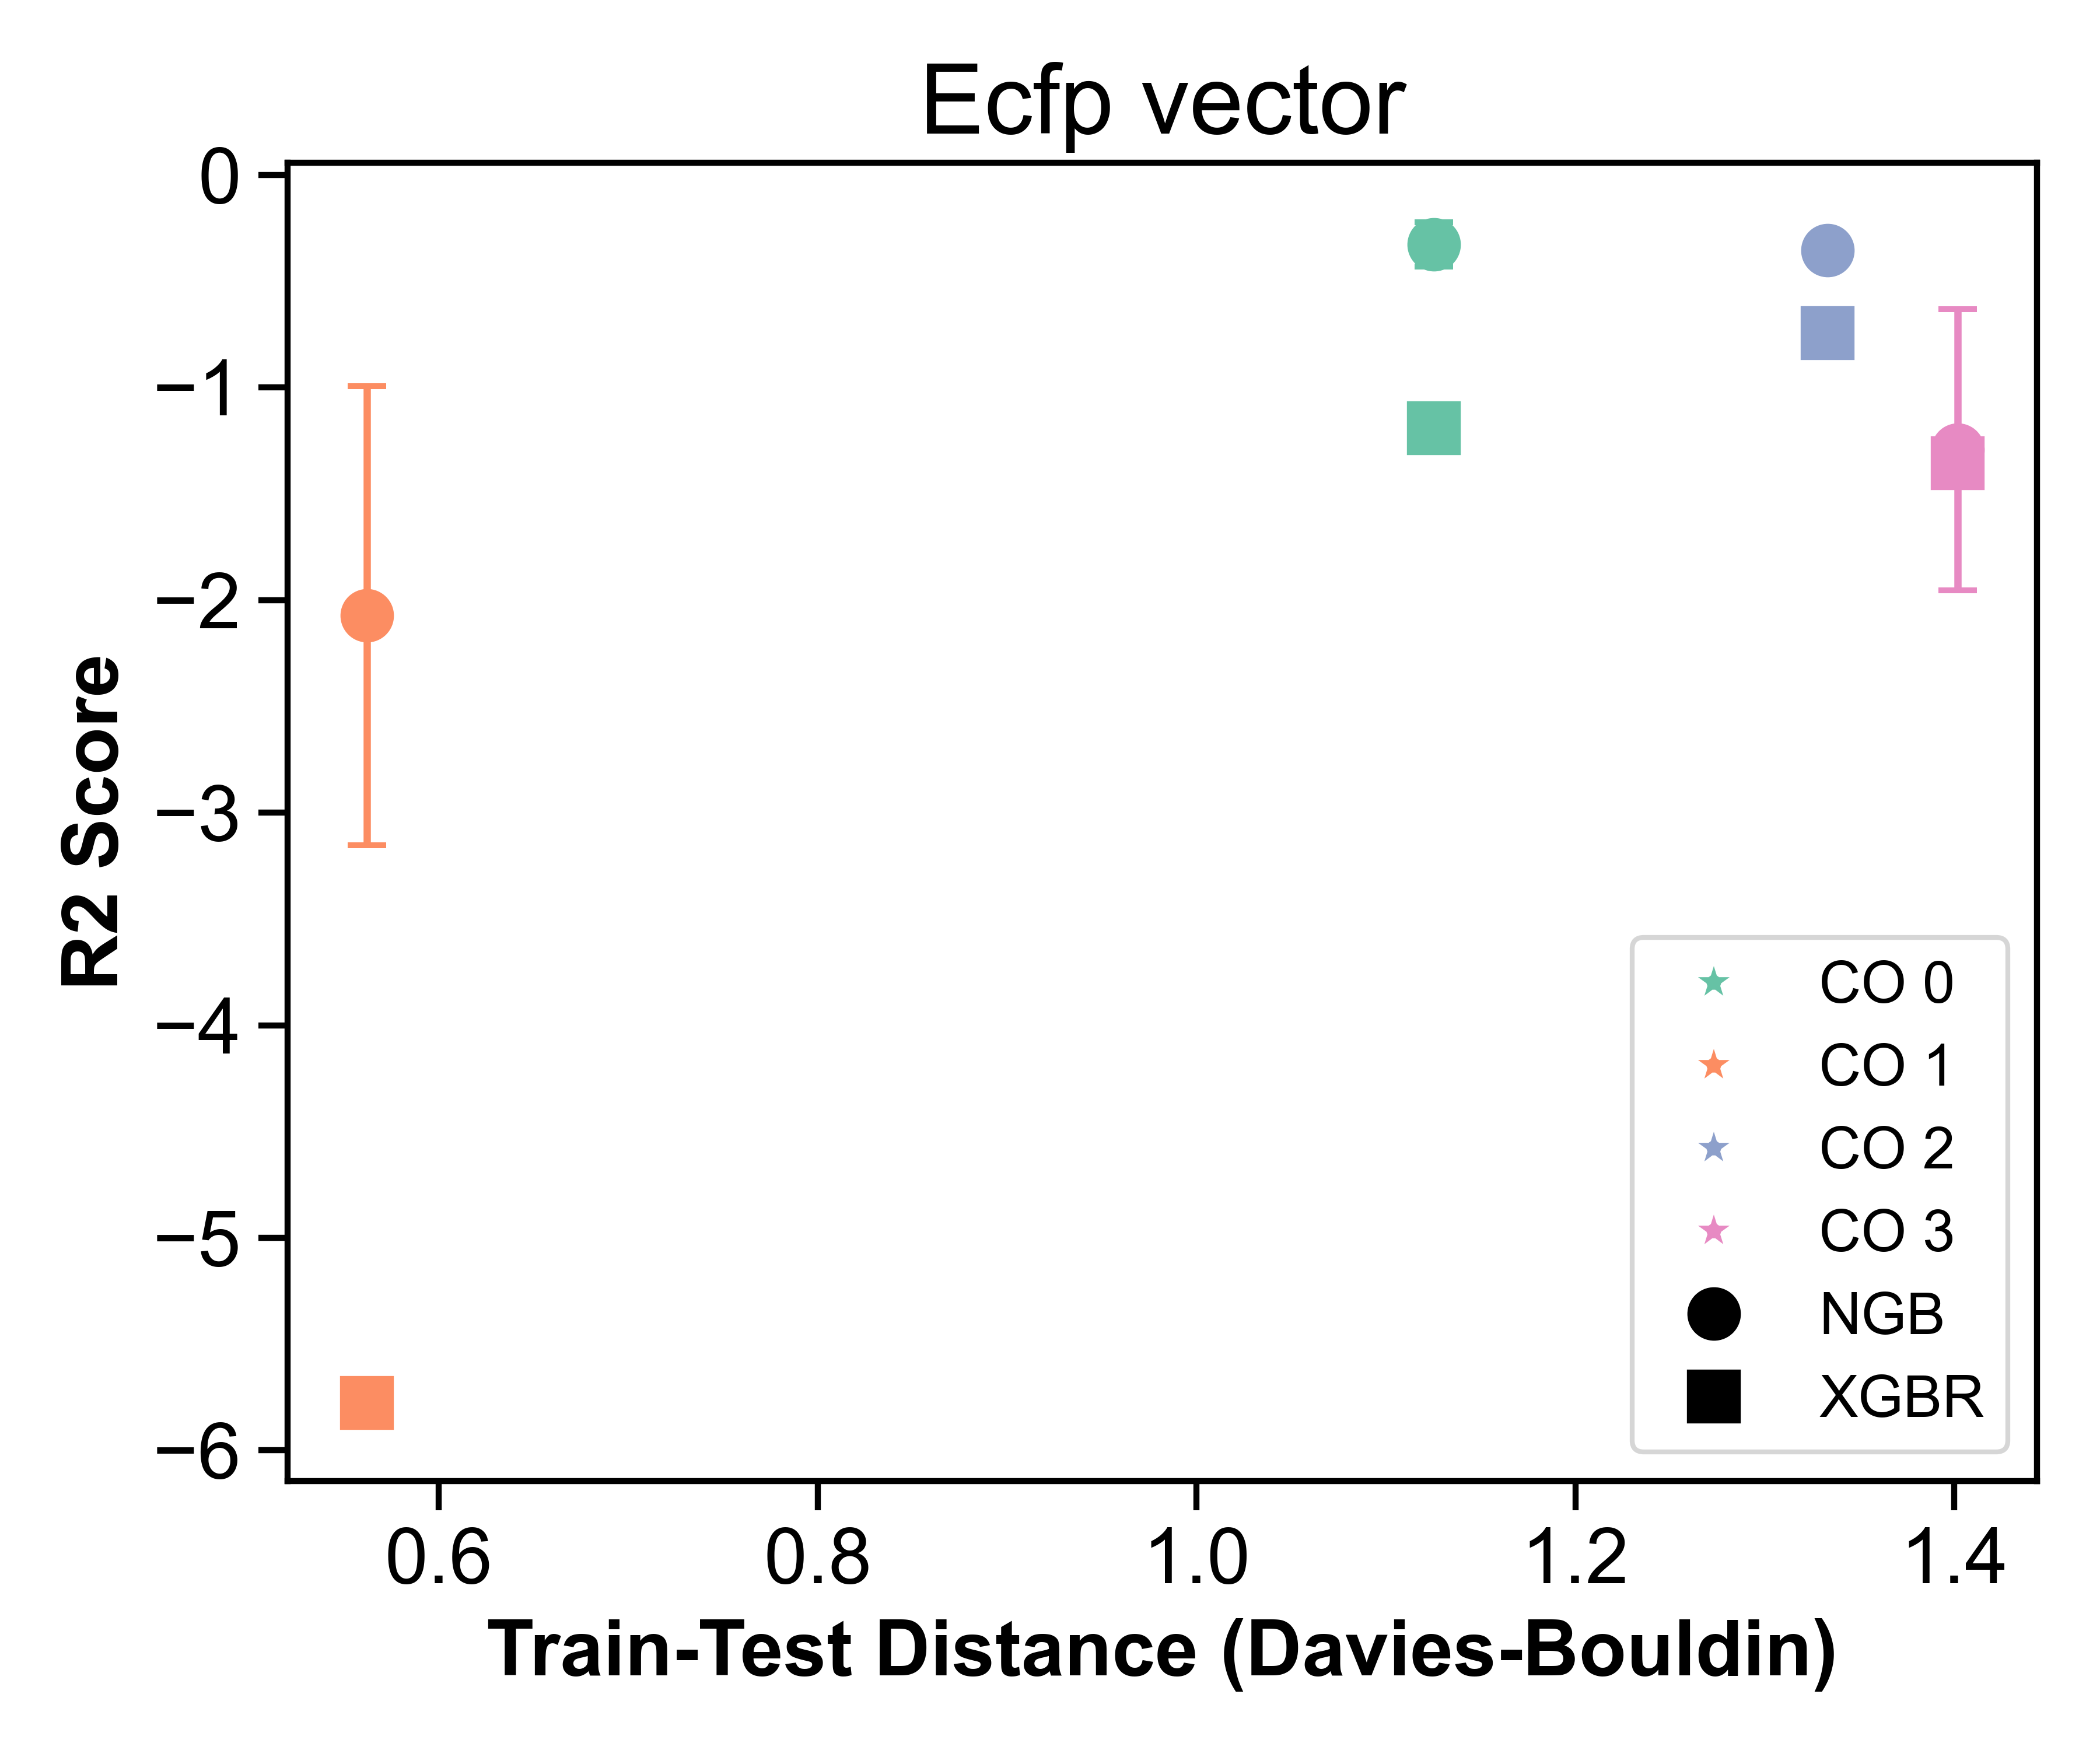 Ecfp vector
0
−1
−2
−3
−4
−5
−6
R2 Score
0.6
0.8
1.0
1.2
1.4
Train-Test Distance (Davies-Bouldin)
CO 0
CO 1
CO 2
CO 3
NGB
XGBR